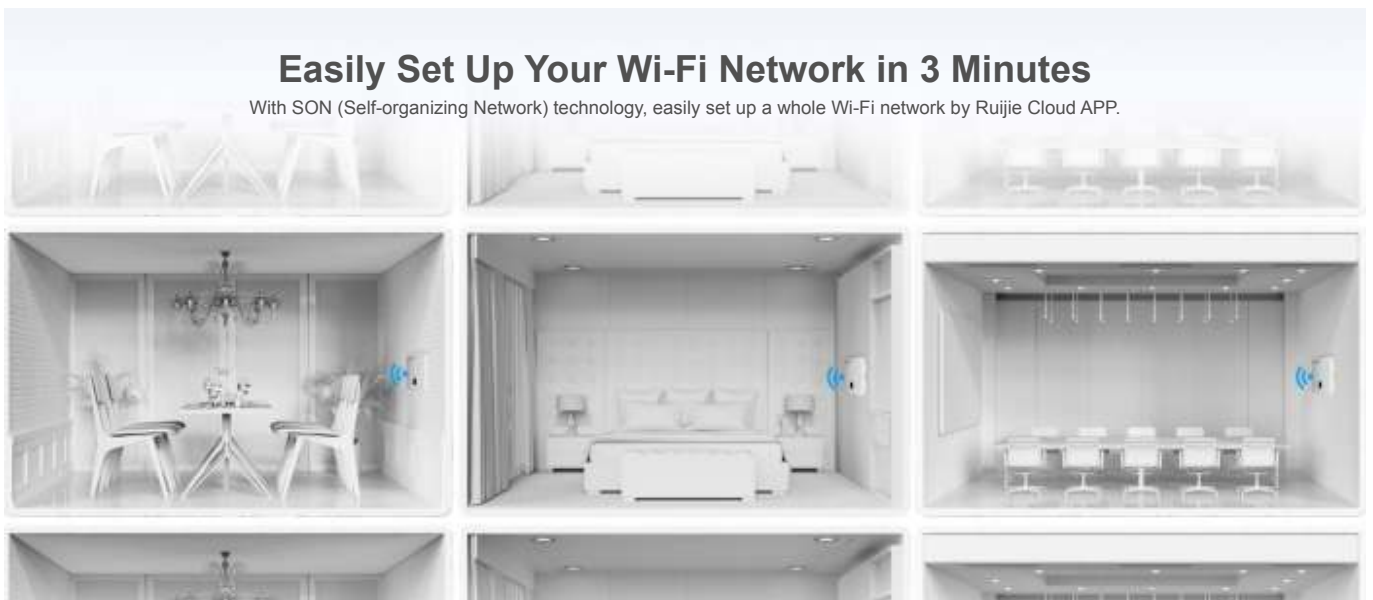 Easily Set Up Your Wi-Fi Network in 3 Minutes
With SON (Self-organizing Network) technology, easily set up a whole Wi-Fi network by Ruijie Cloud APP.